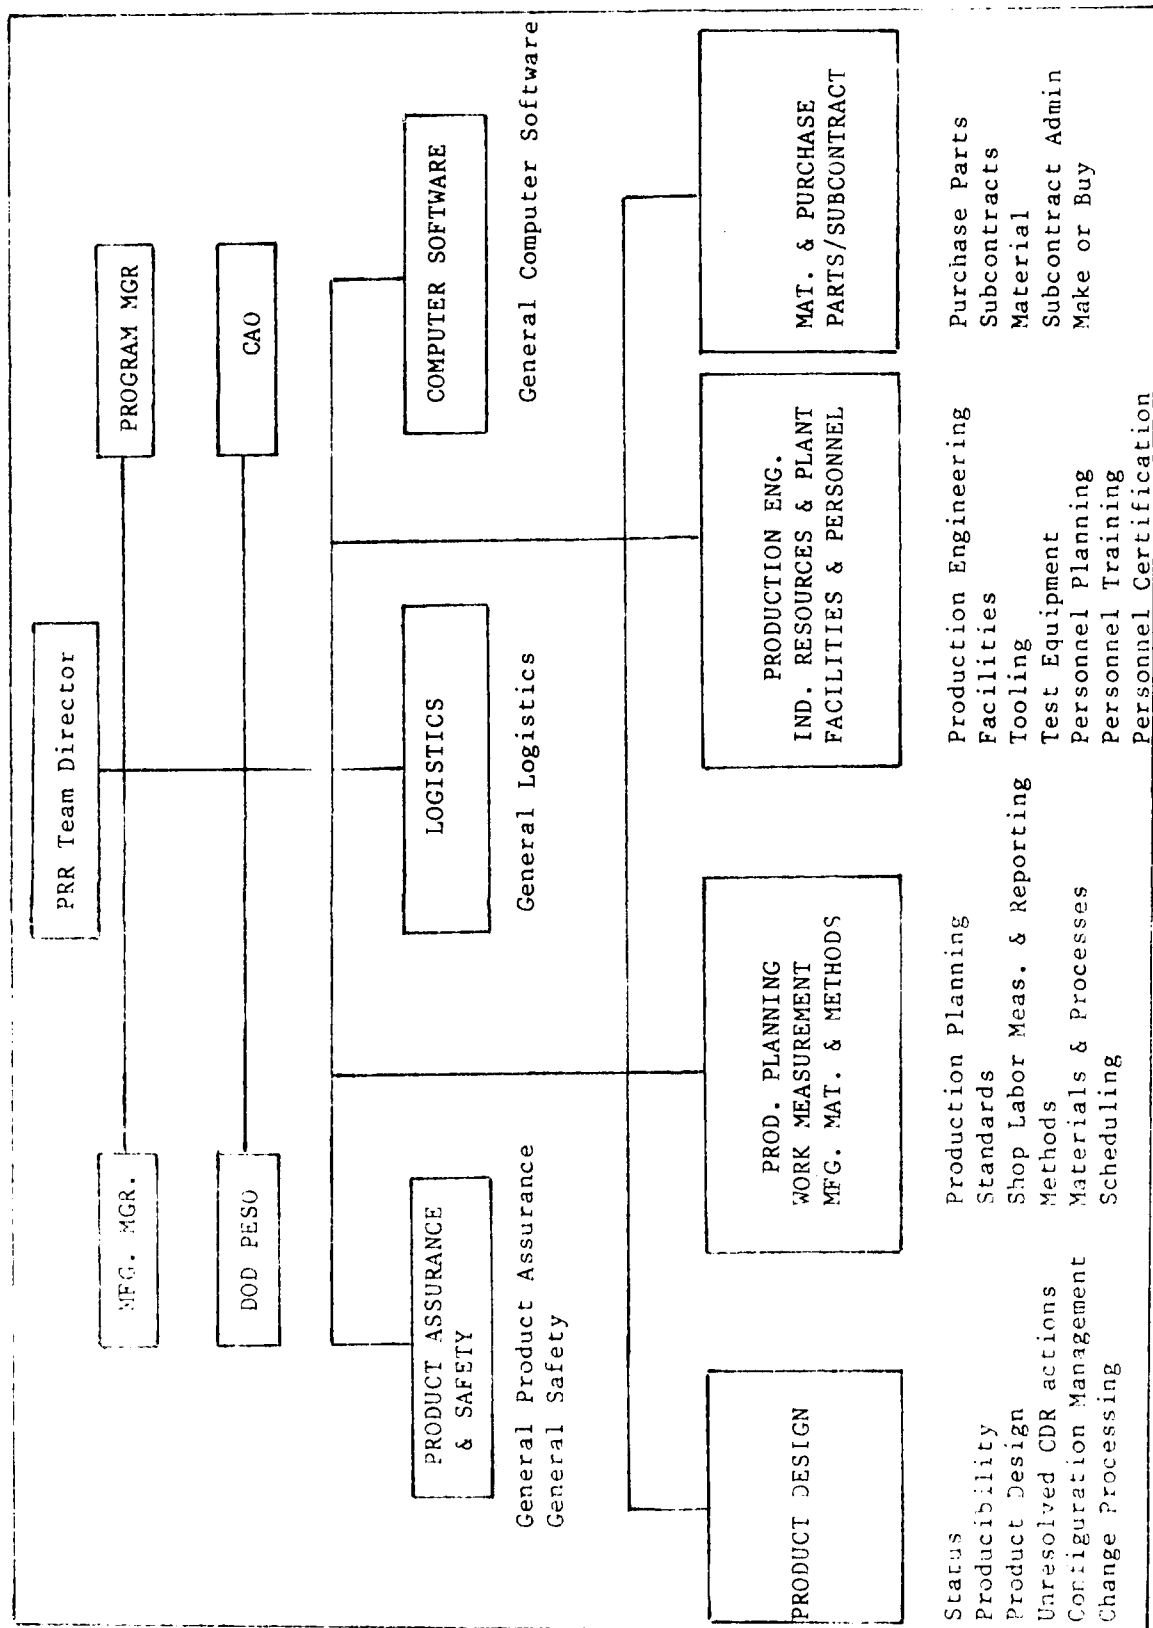 PRR Team Director
MFG. MGR.
PROGRAM MGR
DOD PESO
CAO
PRODUCT ASSURANCE
& SAFETY
General Product Assurance
General Safety
LOGISTICS
General Logistics
COMPUTER SOFTWARE
General Computer Software
PRODUCT DESIGN
Status
Producibility
Product Design
Unresolved CDR actions
Configuration Management
Change Processing
PROD. PLANNING
WORK MEASUREMENT
MFG. MAT. & METHODS
Production Planning
Standards
Shop Labor Meas. & Reporting
Methods
Materials & Processes
Scheduling
PRODUCTION ENG.
IND. RESOURCES & PLANT
FACILITIES & PERSONNEL
Production Engineering
Facilities
Tooling
Test Equipment
Personnel Planning
Personnel Training
Personnel Certification
MAT. & PURCHASE
PARTS/SUBCONTRACT
Purchase Parts
Subcontracts
Material
Subcontract Admin
Make or Buy